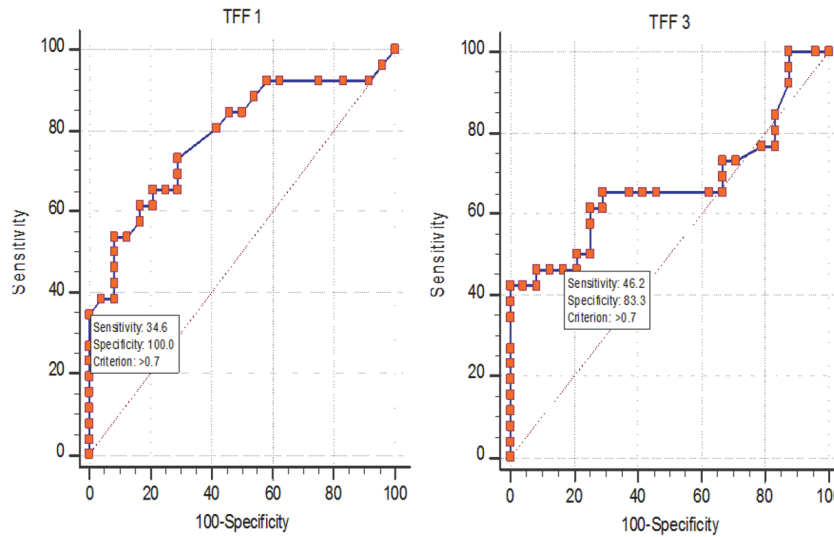 TFF 1
100
80
60
40
20
0
Sensitivity
Sensitivity: 34.6
Specificity: 100.0
Criterion: >0.7
0 20 40 60 80 100
100-Specificity
TFF 3
100
80
60
40
20
0
Sensitivity
Sensitivity: 46.2
Specificity: 83.3
Criterion: >0.7
0 20 40 60 80
100-Specificity